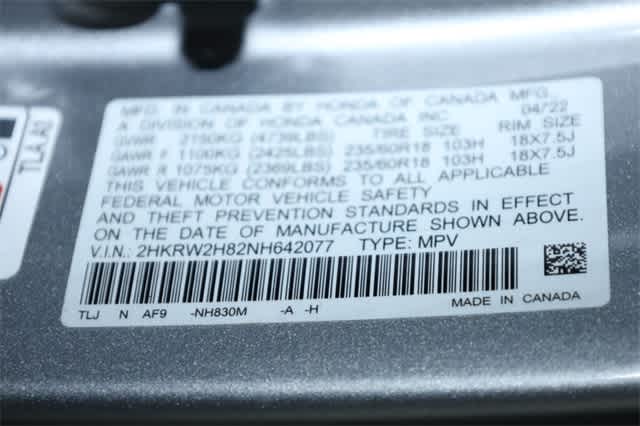 MFG. IN CANADA BY HONDA OF CANADA MFG.,
A DIVISION OF HONDA CANADA INC. 04/22
GVWR 2150KG (4739LBS) TIRE SIZE RIM SIZE
GAWR F 1100KG (2425LBS) 235/60R18 103H 18X7.5J
GAWR R 1075KG (2369LBS) 235/60R18 103H 18X7.5J
THIS VEHICLE CONFORMS TO ALL APPLICABLE
FEDERAL MOTOR VEHICLE SAFETY
AND THEFT PREVENTION STANDARDS IN EFFECT
ON THE DATE OF MANUFACTURE SHOWN ABOVE.
V.I.N.: 2HKRW2H82NH642077 TYPE: MPV
TLJ N AF9 -NH830M -A -H MADE IN CANADA